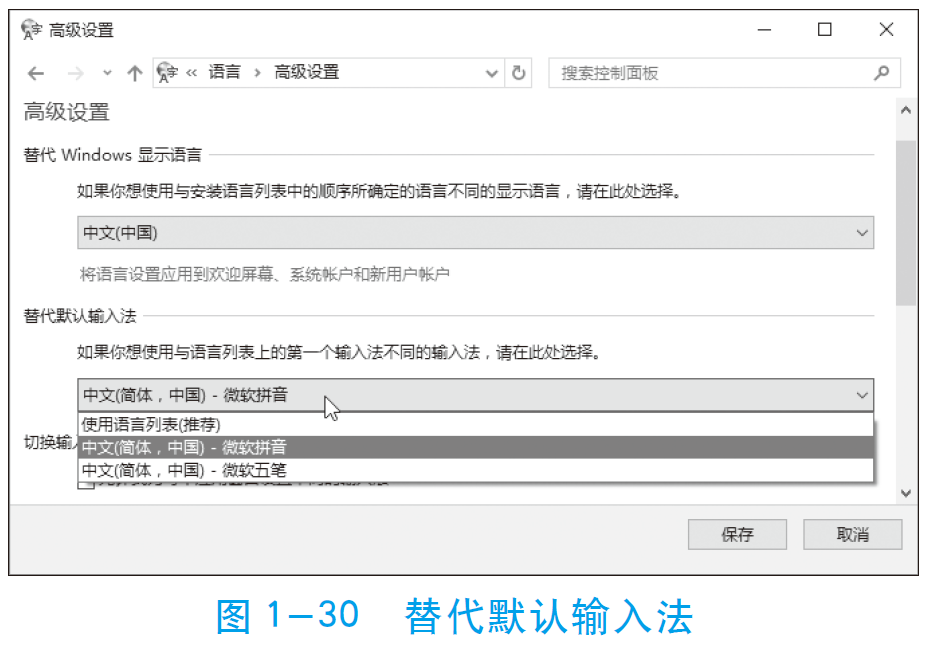 高级设置
« 语言 › 高级设置
搜索控制面板
高级设置
替代 Windows 显示语言
如果你想使用与安装语言列表中的顺序所确定的语言不同的显示语言，请在此处选择。
中文(中国)
将语言设置应用到欢迎屏幕、系统帐户和新用户帐户
替代默认输入法
如果你想使用与语言列表上的第一个输入法不同的输入法，请在此处选择。
中文(简体，中国) - 微软拼音
使用语言列表(推荐)
切换输
中文(简体，中国) - 微软拼音
中文(简体，中国) - 微软五笔
保存
取消
图 1-30 替代默认输入法